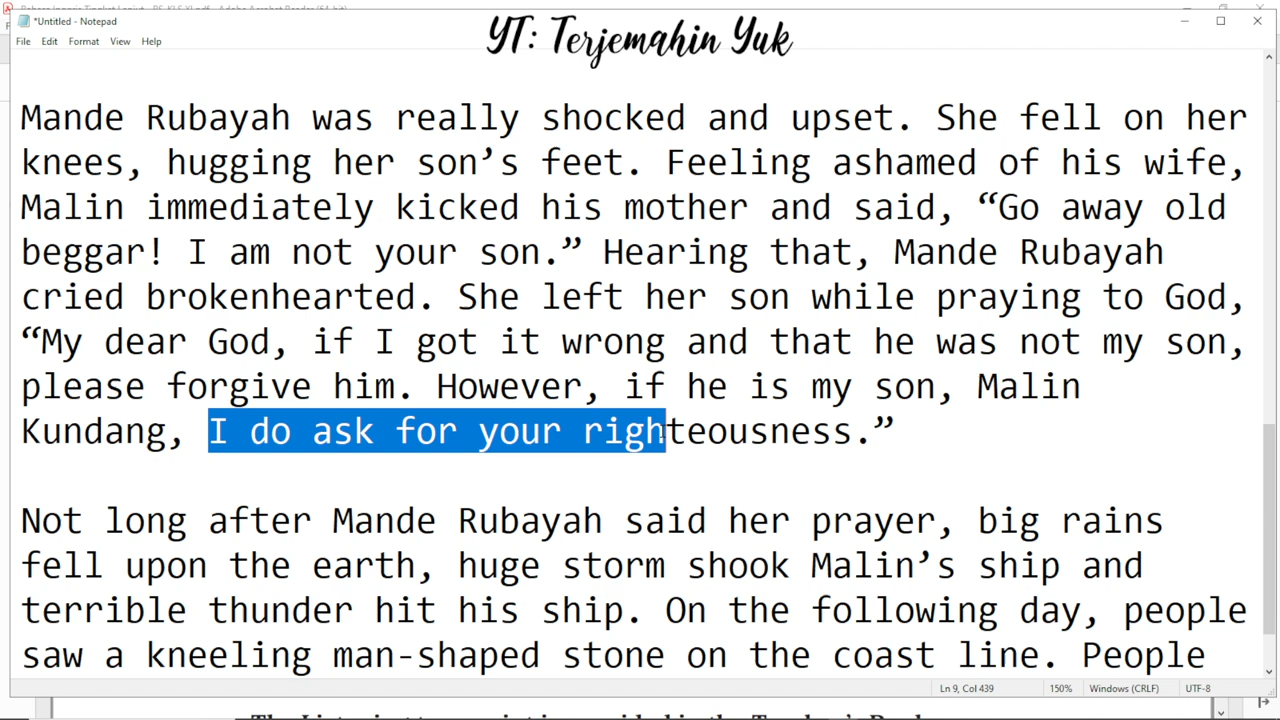 *Untitled - Notepad
YT: Terjemahin Yuk
File Edit Format View Help
Mande Rubayah was really shocked and upset. She fell on her
knees, hugging her son’s feet. Feeling ashamed of his wife,
Malin immediately kicked his mother and said, “Go away old
beggar! I am not your son.” Hearing that, Mande Rubayah
cried brokenhearted. She left her son while praying to God,
“My dear God, if I got it wrong and that he was not my son,
please forgive him. However, if he is my son, Malin
Kundang, I do ask for your righteousness.”
Not long after Mande Rubayah said her prayer, big rains
fell upon the earth, huge storm shook Malin’s ship and
terrible thunder hit his ship. On the following day, people
saw a kneeling man-shaped stone on the coast line. People
Ln 9, Col 439 150% Windows (CRLF) UTF-8